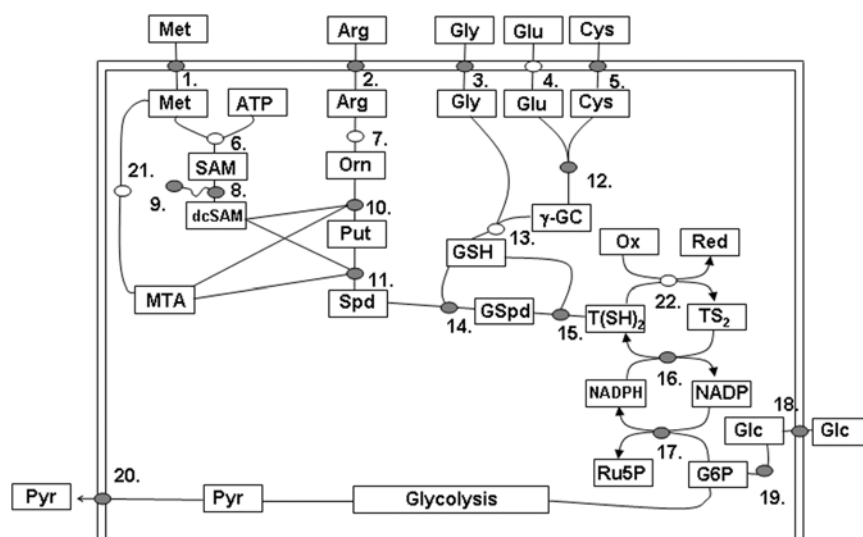 Met Arg Gly Glu Cys
1. 2. 3. 4. 5.
Met ATP Arg Gly Glu Cys
6. 7.
21. SAM Orn 12.
9. 8.
dcSAM 10. γ-GC
Put 13. Ox Red
GSH
MTA 11. 22.
Spd 14. GSpd 15. T(SH)2 TS2
16.
NADPH NADP 18.
Glc Glc
17.
Ru5P G6P 19.
20.
Pyr Pyr Glycolysis